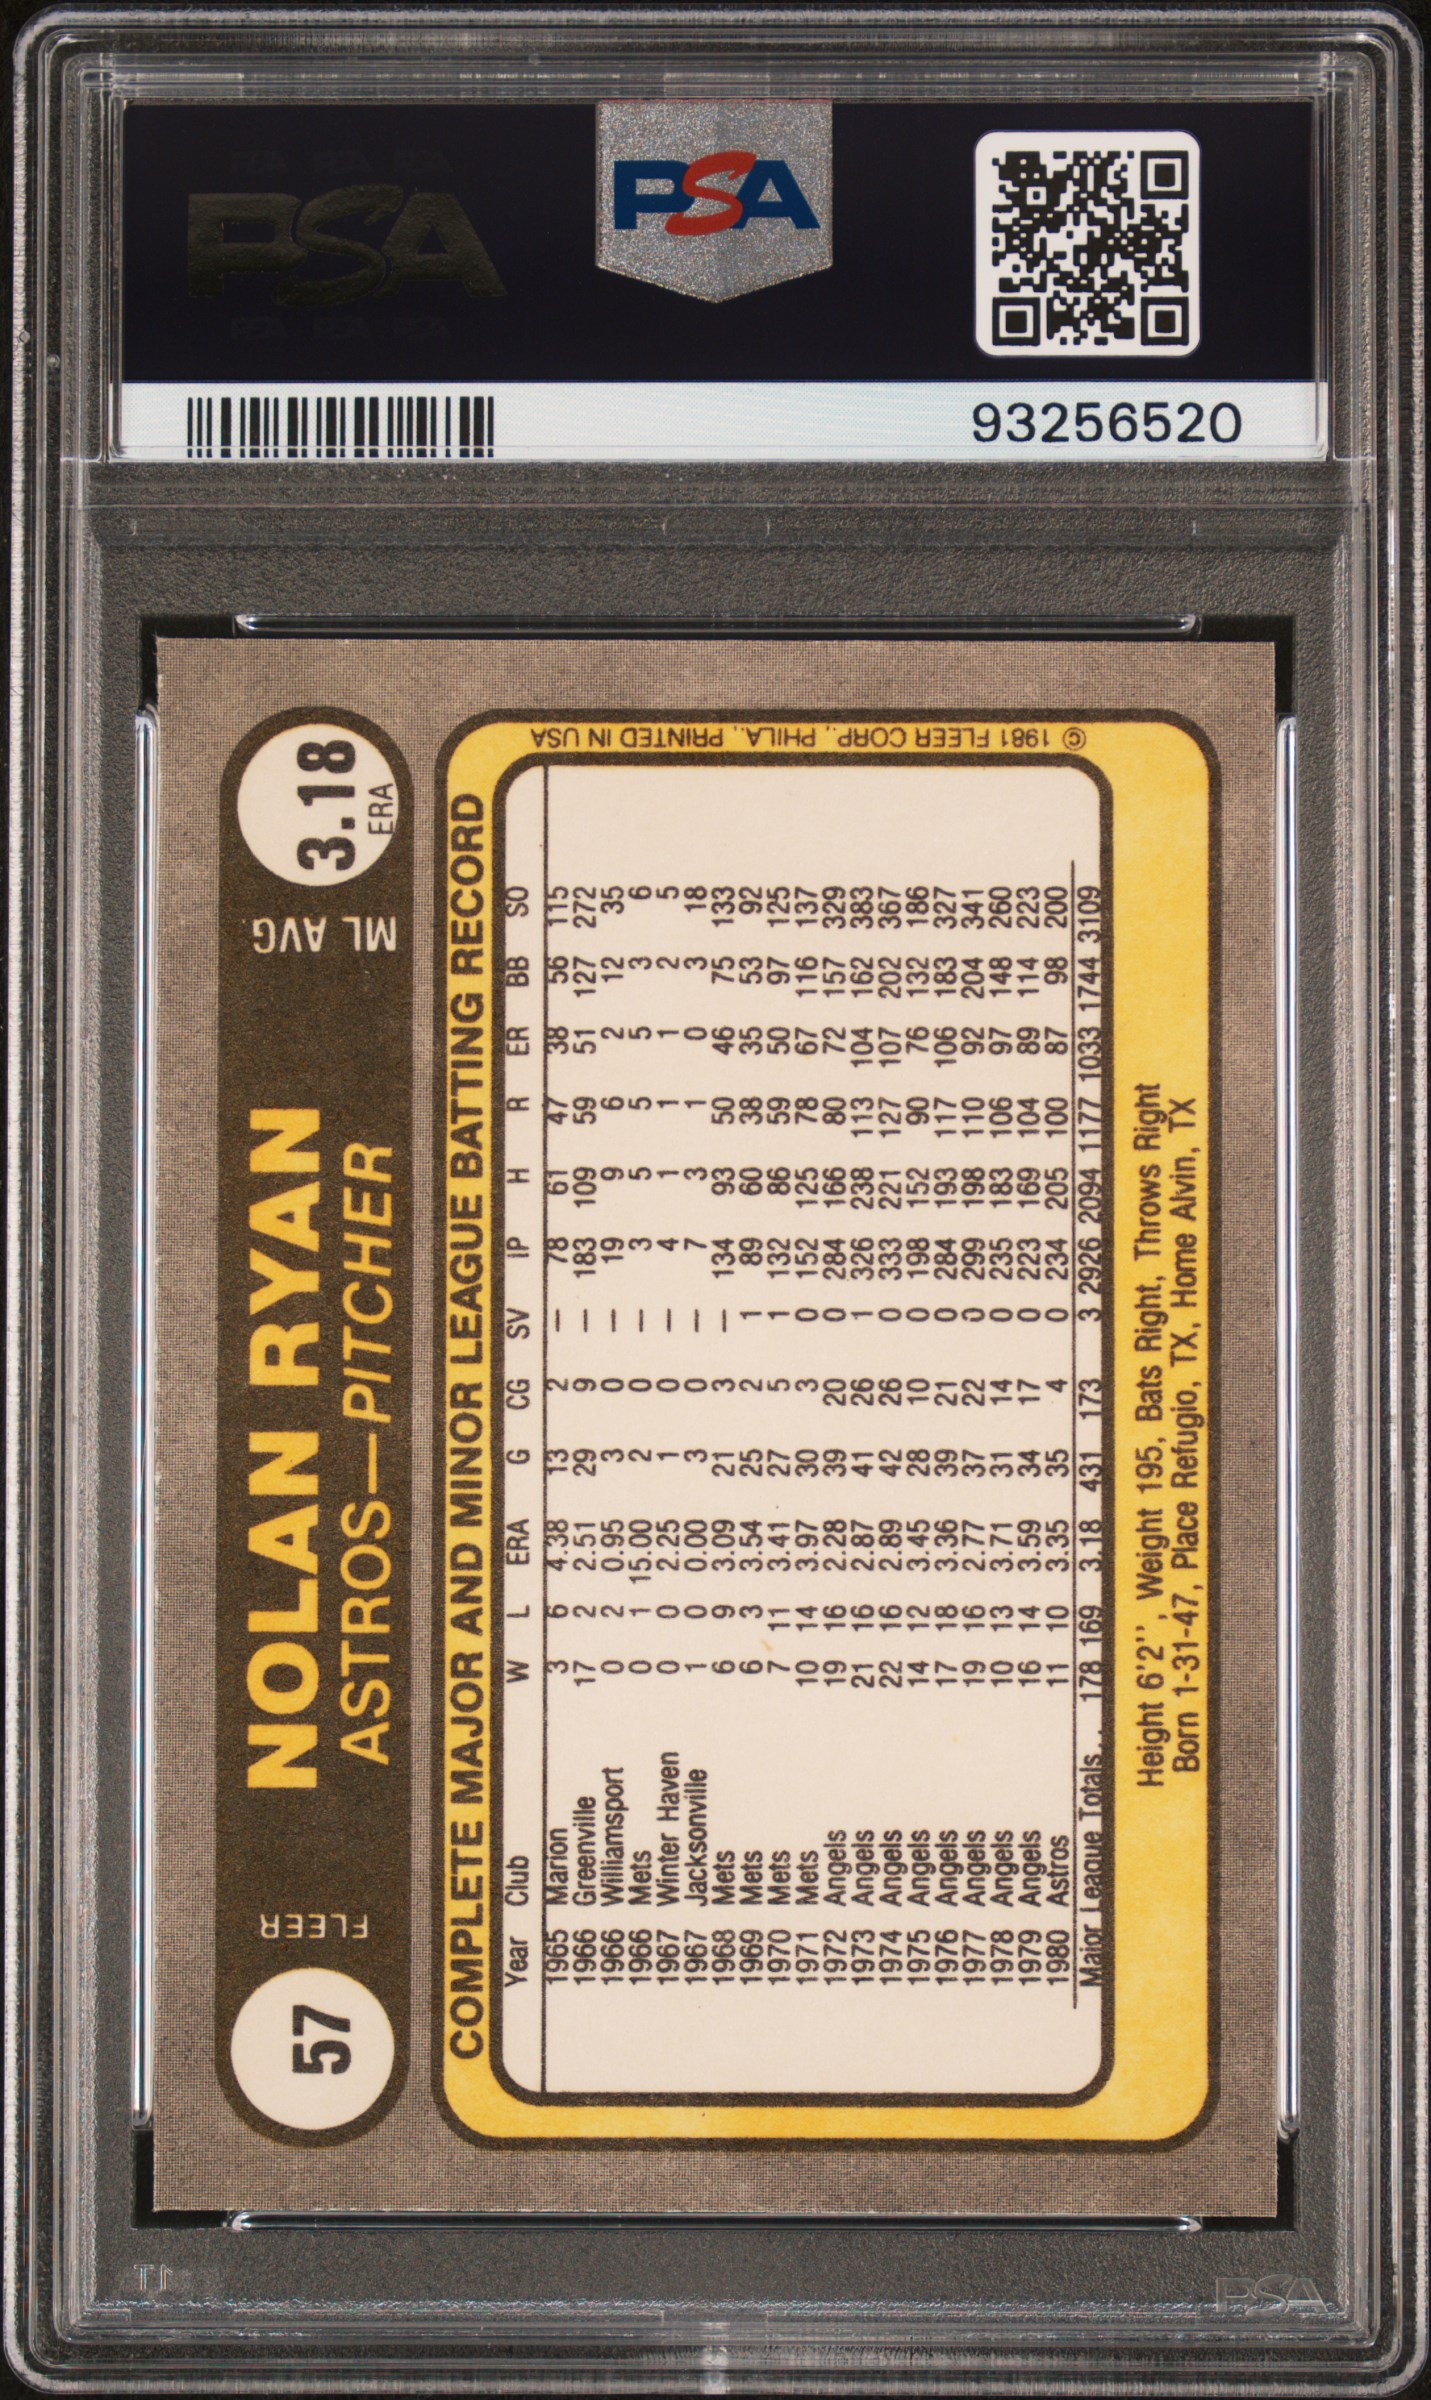 PSA
PSA
93256520
57
FLEER
NOLAN RYAN
ASTROS—PITCHER
ML AVG.
3.18
ERA
COMPLETE MAJOR AND MINOR LEAGUE BATTING RECORD
Year Club W L ERA G CG SV IP H R ER BB SO
1965 Marion 3 6 4.38 13 2 — 78 61 47 38 56 115
1966 Greenville 17 2 2.51 29 9 — 183 109 59 51 127 272
1966 Williamsport 0 2 0.95 3 0 — 19 9 6 2 12 35
1966 Mets 0 1 15.00 2 0 — 3 5 5 5 3 6
1967 Winter Haven 0 0 2.25 1 0 — 4 1 1 1 2 5
1967 Jacksonville 1 0 0.00 3 0 — 7 3 1 0 3 18
1968 Mets 6 9 3.09 21 3 — 134 93 50 46 75 133
1969 Mets 6 3 3.54 25 2 1 89 60 38 35 53 92
1970 Mets 7 11 3.41 27 5 1 132 86 59 50 97 125
1971 Mets 10 14 3.97 30 3 0 152 125 78 67 116 137
1972 Angels 19 16 2.28 39 20 0 284 166 80 72 157 329
1973 Angels 21 16 2.87 41 26 1 326 238 113 104 162 383
1974 Angels 22 16 2.89 42 26 0 333 221 127 107 202 367
1975 Angels 14 12 3.45 28 10 0 198 152 90 76 132 186
1976 Angels 17 18 3.36 39 21 0 284 193 117 106 183 327
1977 Angels 19 16 2.77 37 22 0 299 198 110 92 204 341
1978 Angels 10 13 3.71 31 14 0 235 183 106 97 148 260
1979 Angels 16 14 3.59 34 17 0 223 169 104 89 114 223
1980 Astros 11 10 3.35 35 4 0 234 205 100 87 98 200
Major League Totals.. 178 169 3.18 431 173 3 2926 2094 1177 1033 1744 3109
Height 6'2'', Weight 195, Bats Right, Throws Right
Born 1-31-47, Place Refugio, TX, Home Alvin, TX
© 1981 FLEER CORP., PHILA., PRINTED IN USA
PSA